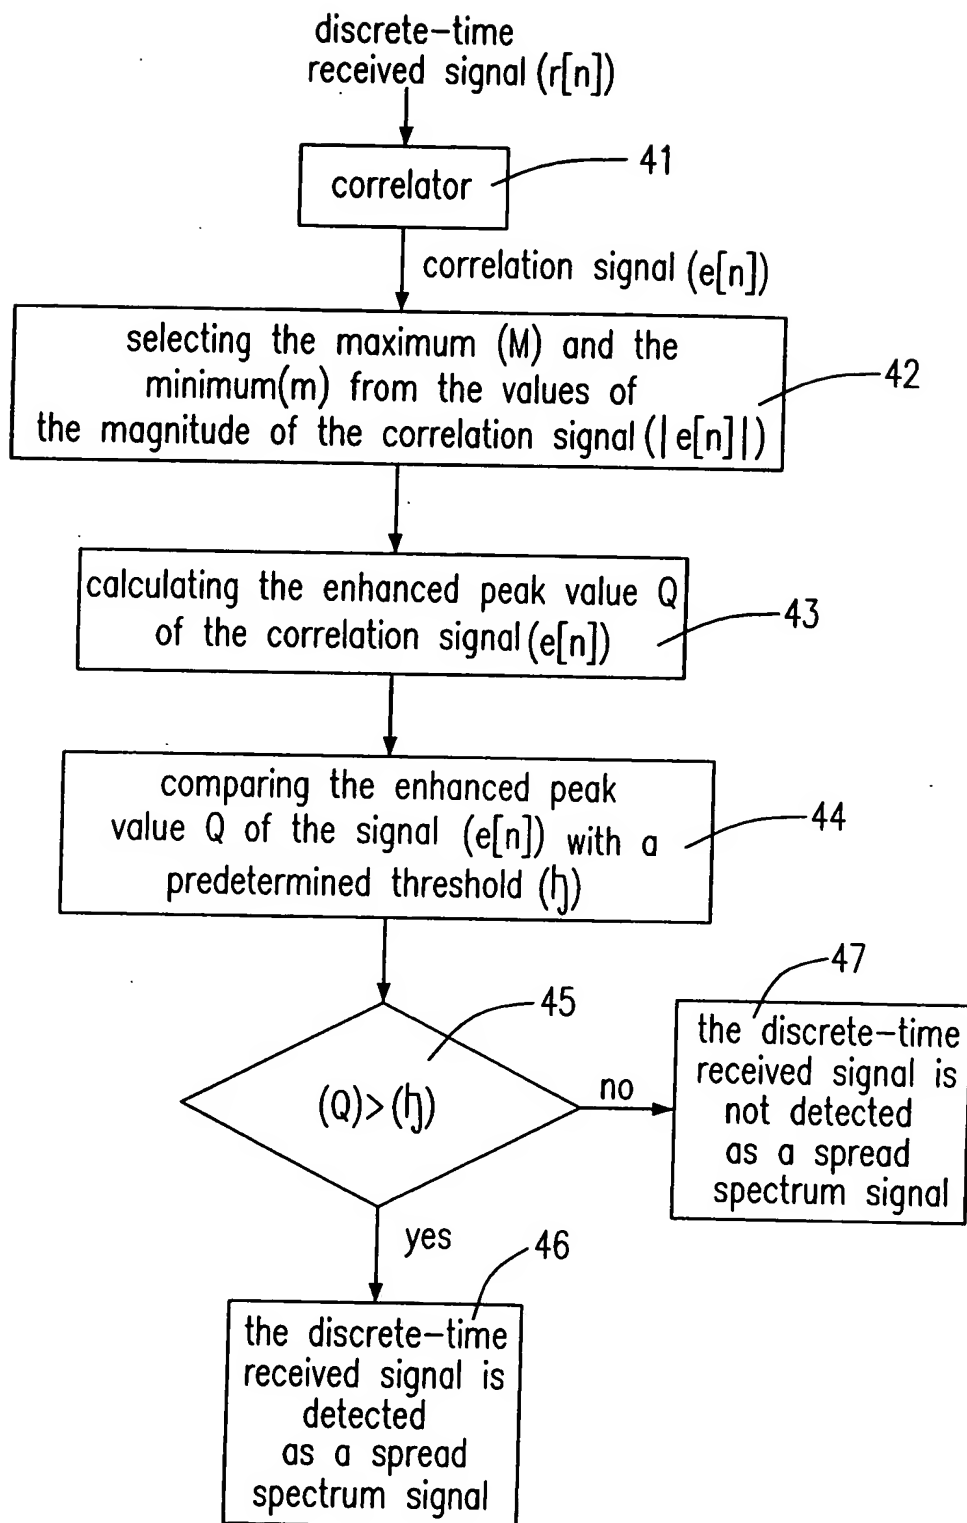 discrete-time
received signal (r[n])
correlator
41
correlation signal (e[n])
selecting the maximum (M) and the
minimum(m) from the values of
the magnitude of the correlation signal (|e[n]|)
42
calculating the enhanced peak value Q
of the correlation signal (e[n])
43
comparing the enhanced peak
value Q of the signal (e[n]) with a
predetermined threshold (ɧ)
44
45
(Q)>(ɧ)
no
47
the discrete-time
received signal is
not detected
as a spread
spectrum signal
yes
46
the discrete-time
received signal is
detected
as a spread
spectrum signal